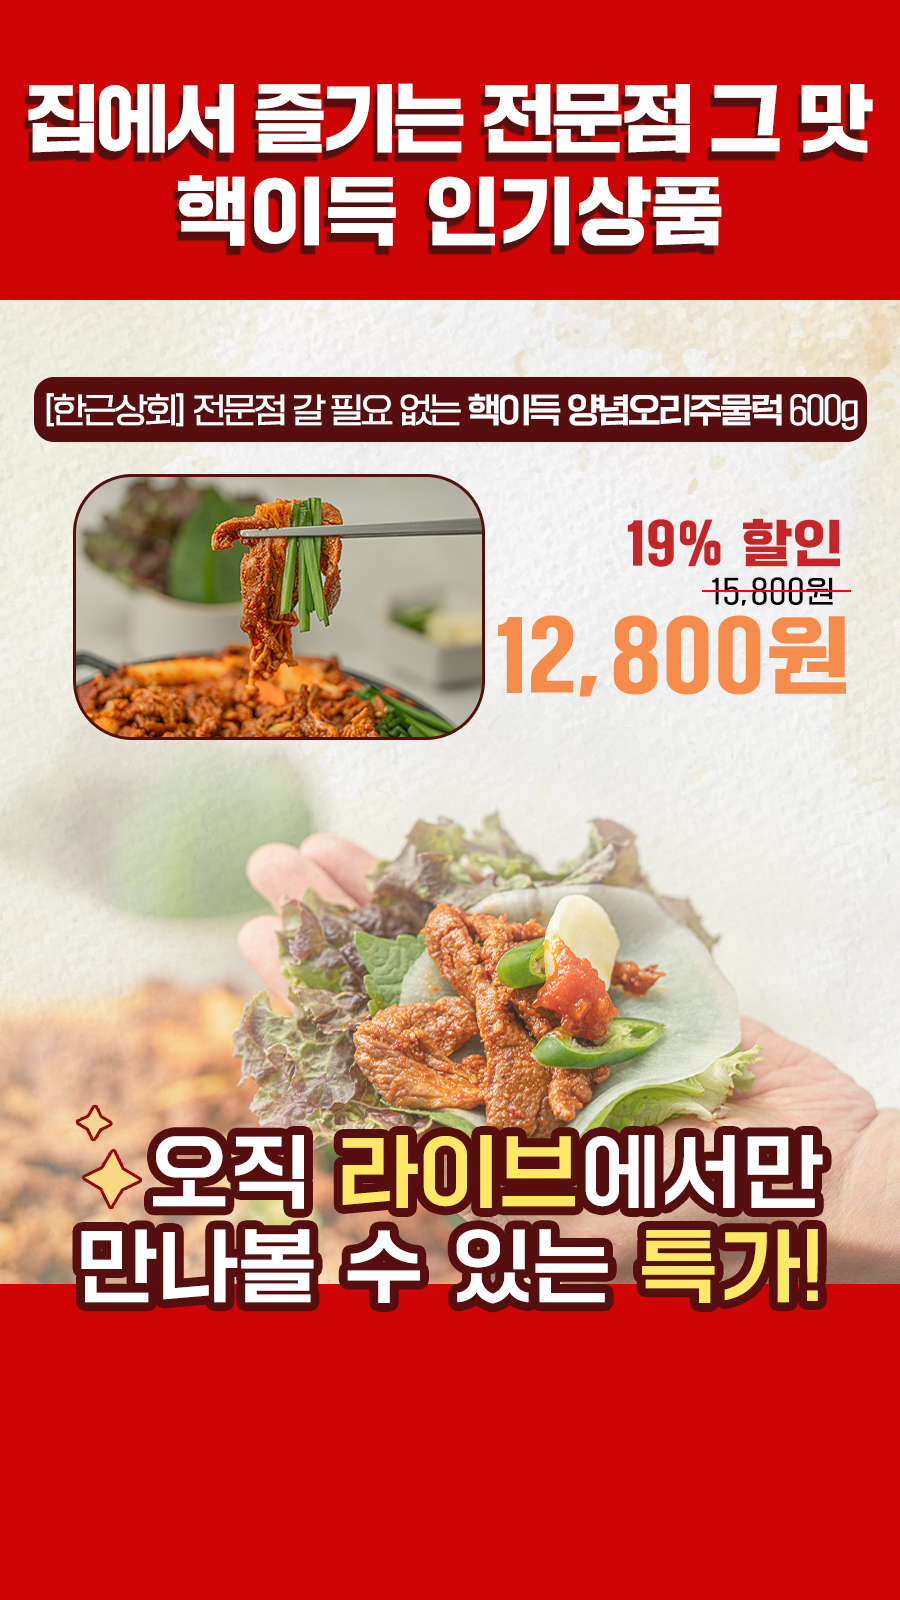 집에서 즐기는 전문점 그 맛
핵이득 인기상품
[한근상회] 전문점 갈 필요 없는 핵이득 양념오리주물럭 600g
19% 할인
15,800원
12,800원
오직 라이브에서만
만나볼 수 있는 특가!